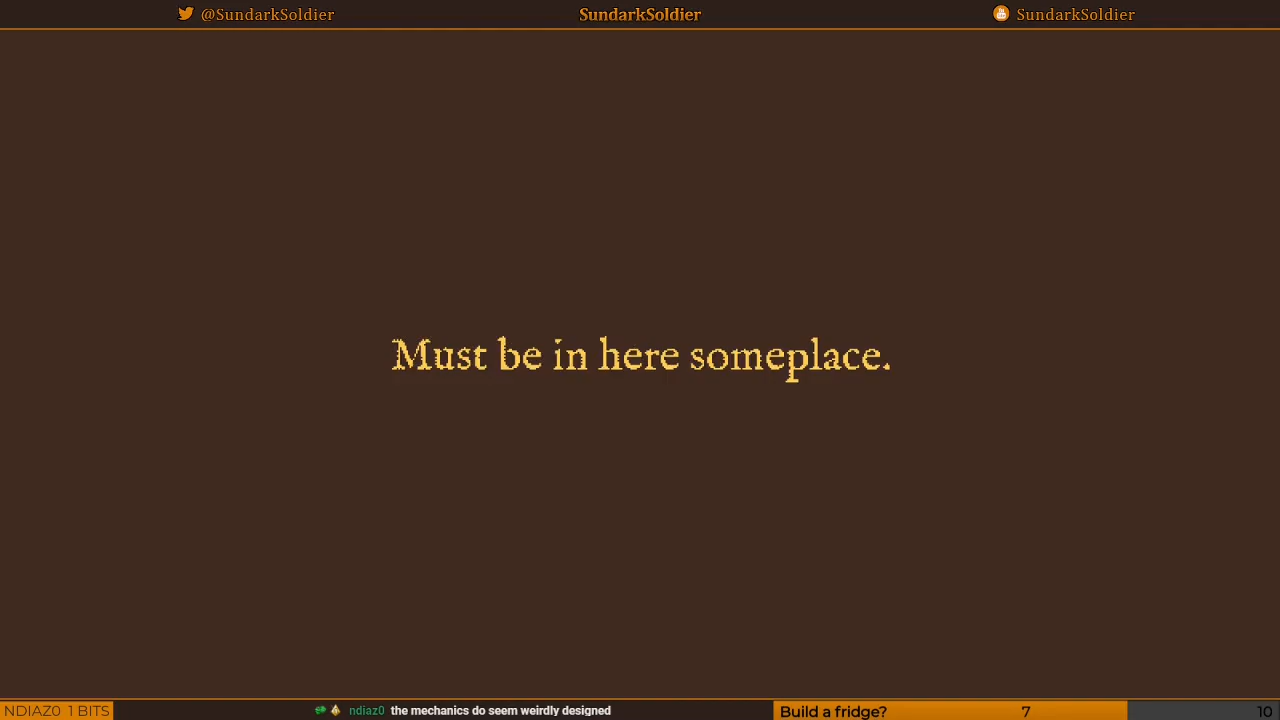 @SundarkSoldier
SundarkSoldier
SundarkSoldier
Must be in here someplace.
NDIAZ0 1 BITS
ndiaz0 the mechanics do seem weirdly designed
Build a fridge? 7 10